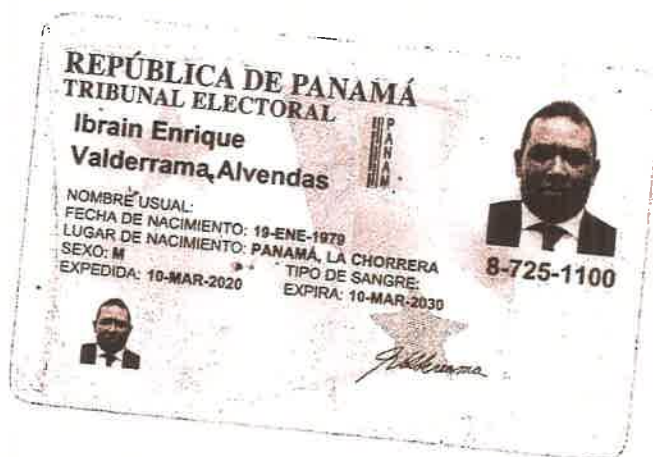 REPÚBLICA DE PANAMÁ
TRIBUNAL ELECTORAL
PANAMÁ
Ibrain Enrique
Valderrama Alvendas
NOMBRE USUAL:
FECHA DE NACIMIENTO: 19-ENE-1979
LUGAR DE NACIMIENTO: PANAMÁ, LA CHORRERA
SEXO: M TIPO DE SANGRE:
EXPEDIDA: 10-MAR-2020 EXPIRA: 10-MAR-2030
8-725-1100